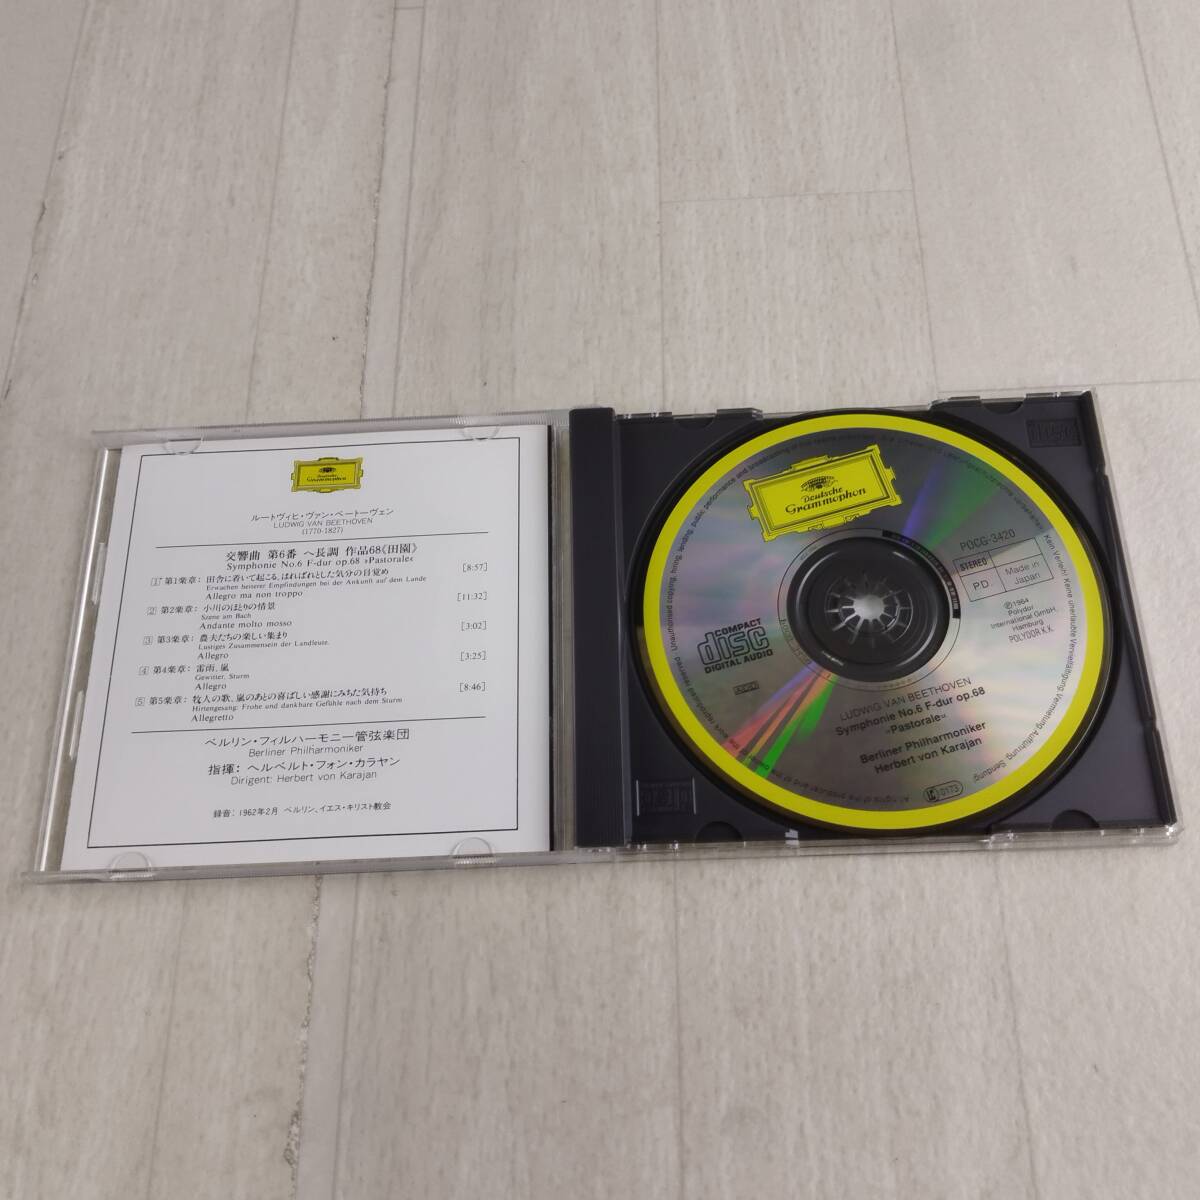 Deutsche
Grammophon
ルートヴィヒ・ヴァン・ベートーヴェン
LUDWIG VAN BEETHOVEN
(1770-1827)
交響曲 第6番 ヘ長調 作品68《田園》
Symphonie No.6 F-dur op.68 »Pastorale«
1 第1楽章: 田舎に着いて起こる、はればれとした気分の目覚め [8:57]
Erwachen heiterer Empfindungen bei der Ankunft auf dem Lande
Allegro ma non troppo
2 第2楽章: 小川のほとりの情景 [11:32]
Szene am Bach
Andante molto mosso
3 第3楽章: 農夫たちの楽しい集まり [3:02]
Lustiges Zusammensein der Landleute.
Allegro
4 第4楽章: 雷雨、嵐 [3:25]
Gewitter, Sturm
Allegro
5 第5楽章: 牧人の歌、嵐のあとの喜ばしい感謝にみちた気持ち [8:46]
Hirtengesang: Frohe und dankbare Gefühle nach dem Sturm
Allegretto
ベルリン・フィルハーモニー管弦楽団
Berliner Philharmoniker
指揮: ヘルベルト・フォン・カラヤン
Dirigent: Herbert von Karajan
録音: 1962年2月 ベルリン、イエス・キリスト教会
Deutsche
Grammophon
POCG-3420
STEREO
P.D.
Made in
Japan
℗1964
Polydor
International GmbH,
Hamburg
POLYDOR K.K.
COMPACT
disc
DIGITAL AUDIO
ADD
LUDWIG VAN BEETHOVEN
Symphonie No.6 F-dur op.68
»Pastorale«
Berliner Philharmoniker
Herbert von Karajan
LC 0173